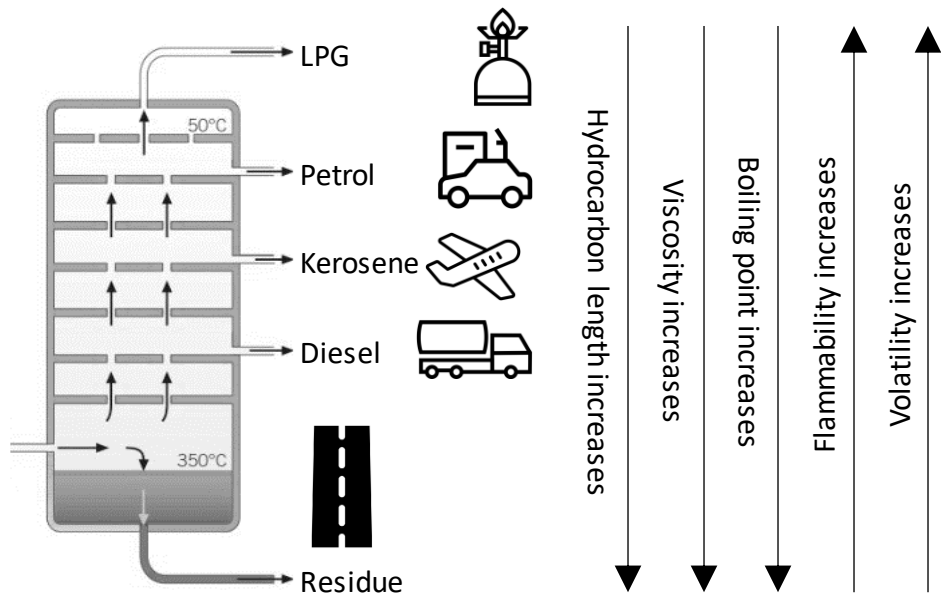 LPG
50°C
Petrol
Kerosene
Diesel
350°C
Residue
Hydrocarbon length increases
Viscosity increases
Boiling point increases
Flammability increases
Volatility increases